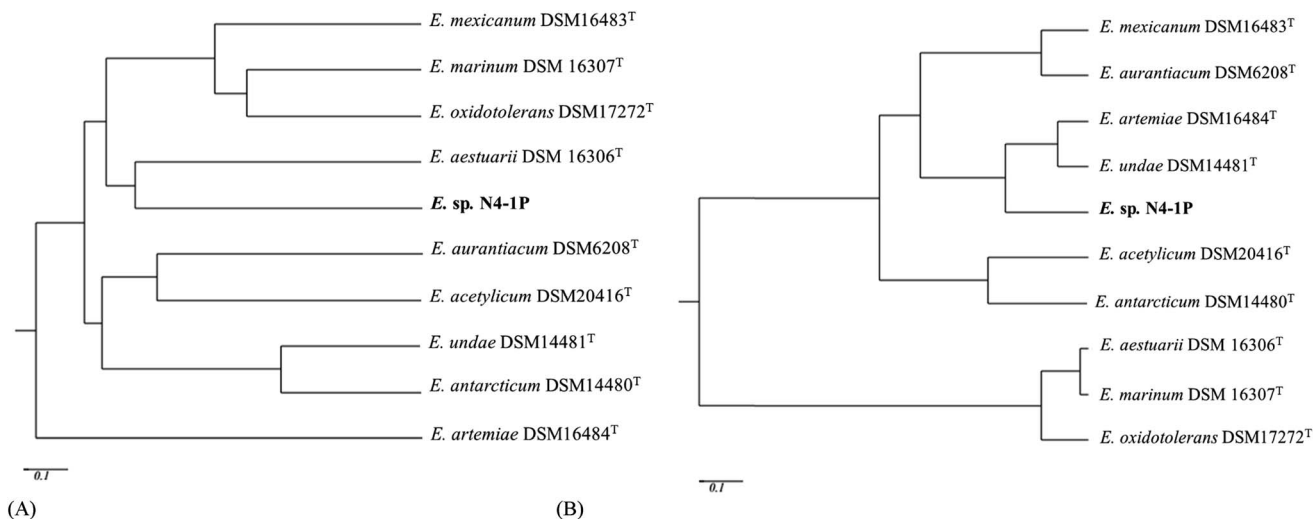 E. mexicanum DSM16483T
E. marinum DSM 16307T
E. oxidotolerans DSM17272T
E. aestuarii DSM 16306T
E. sp. N4-1P
E. aurantiacum DSM6208T
E. acetylicum DSM20416T
E. undae DSM14481T
E. antarcticum DSM14480T
E. artemiae DSM16484T
0.1
(A)
E. mexicanum DSM16483T
E. aurantiacum DSM6208T
E. artemiae DSM16484T
E. undae DSM14481T
E. sp. N4-1P
E. acetylicum DSM20416T
E. antarcticum DSM14480T
E. aestuarii DSM 16306T
E. marinum DSM 16307T
E. oxidotolerans DSM17272T
0.1
(B)